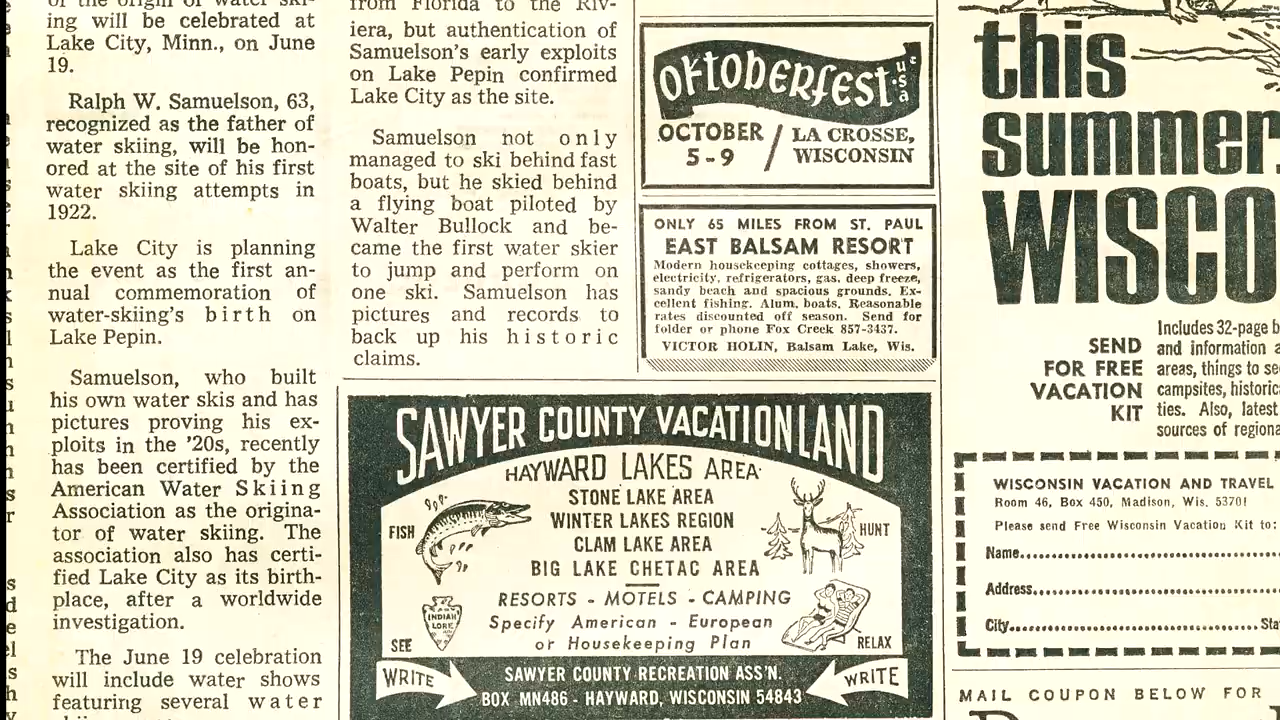 of the origin of water ski-
ing will be celebrated at
Lake City, Minn., on June
19.
Ralph W. Samuelson, 63,
recognized as the father of
water skiing, will be hon-
ored at the site of his first
water skiing attempts in
1922.
Lake City is planning
the event as the first an-
nual commemoration of
water-skiing's birth on
Lake Pepin.
Samuelson, who built
his own water skis and has
pictures proving his ex-
ploits in the '20s, recently
has been certified by the
American Water Skiing
Association as the origina-
tor of water skiing. The
association also has certi-
fied Lake City as its birth-
place, after a worldwide
investigation.
The June 19 celebration
will include water shows
featuring several water
from Florida to the Riv-
iera, but authentication of
Samuelson's early exploits
on Lake Pepin confirmed
Lake City as the site.
Samuelson not only
managed to ski behind fast
boats, but he skied behind
a flying boat piloted by
Walter Bullock and be-
came the first water skier
to jump and perform on
one ski. Samuelson has
pictures and records to
back up his historic
claims.
OKTOBERFEST U.S.A.
OCTOBER
5-9 /
LA CROSSE,
WISCONSIN
ONLY 65 MILES FROM ST. PAUL
EAST BALSAM RESORT
Modern housekeeping cottages, showers,
electricity, refrigerators, gas, deep freeze,
sandy beach and spacious grounds. Ex-
cellent fishing. Alum. boats. Reasonable
rates discounted off season. Send for
folder or phone Fox Creek 857-3437.
VICTOR HOLIN, Balsam Lake, Wis.
SAWYER COUNTY VACATIONLAND
HAYWARD LAKES AREA
STONE LAKE AREA
WINTER LAKES REGION
CLAM LAKE AREA
BIG LAKE CHETAC AREA
FISH
HUNT
RESORTS - MOTELS - CAMPING
Specify American - European
or Housekeeping Plan
INDIAN
LORE
SEE
RELAX
WRITE
SAWYER COUNTY RECREATION ASS'N.
BOX MN486 - HAYWARD, WISCONSIN 54843
WRITE
this
summer.
WISCO
SEND
FOR FREE
VACATION
KIT
Includes 32-page b
and information a
areas, things to se
campsites, historic
ties. Also, latest
sources of regiona
WISCONSIN VACATION AND TRAVEL
Room 46, Box 450, Madison, Wis. 53701
Please send Free Wisconsin Vacation Kit to:
Name
Address
City Sta
MAIL COUPON BELOW FOR